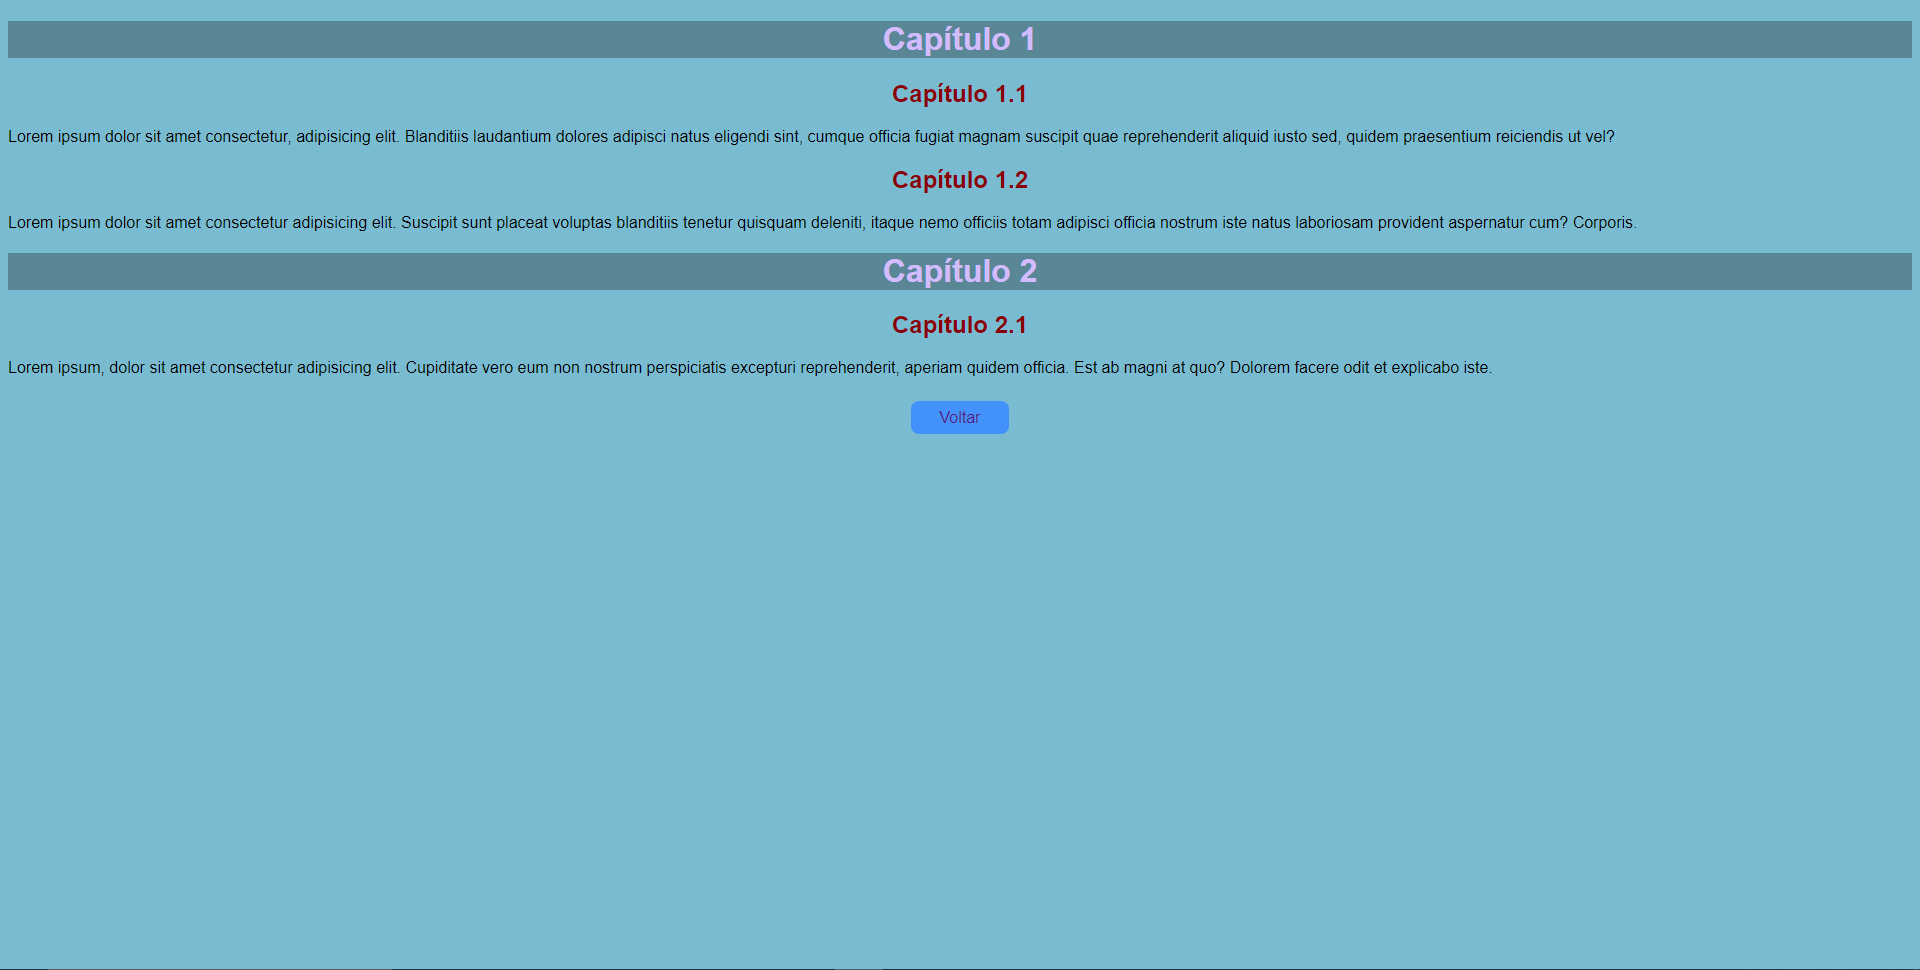 Capítulo 1
Capítulo 1.1
Lorem ipsum dolor sit amet consectetur, adipisicing elit. Blanditiis laudantium dolores adipisci natus eligendi sint, cumque officia fugiat magnam suscipit quae reprehenderit aliquid iusto sed, quidem praesentium reiciendis ut vel?
Capítulo 1.2
Lorem ipsum dolor sit amet consectetur adipisicing elit. Suscipit sunt placeat voluptas blanditiis tenetur quisquam deleniti, itaque nemo officiis totam adipisci officia nostrum iste natus laboriosam provident aspernatur cum? Corporis.
Capítulo 2
Capítulo 2.1
Lorem ipsum, dolor sit amet consectetur adipisicing elit. Cupiditate vero eum non nostrum perspiciatis excepturi reprehenderit, aperiam quidem officia. Est ab magni at quo? Dolorem facere odit et explicabo iste.
Voltar